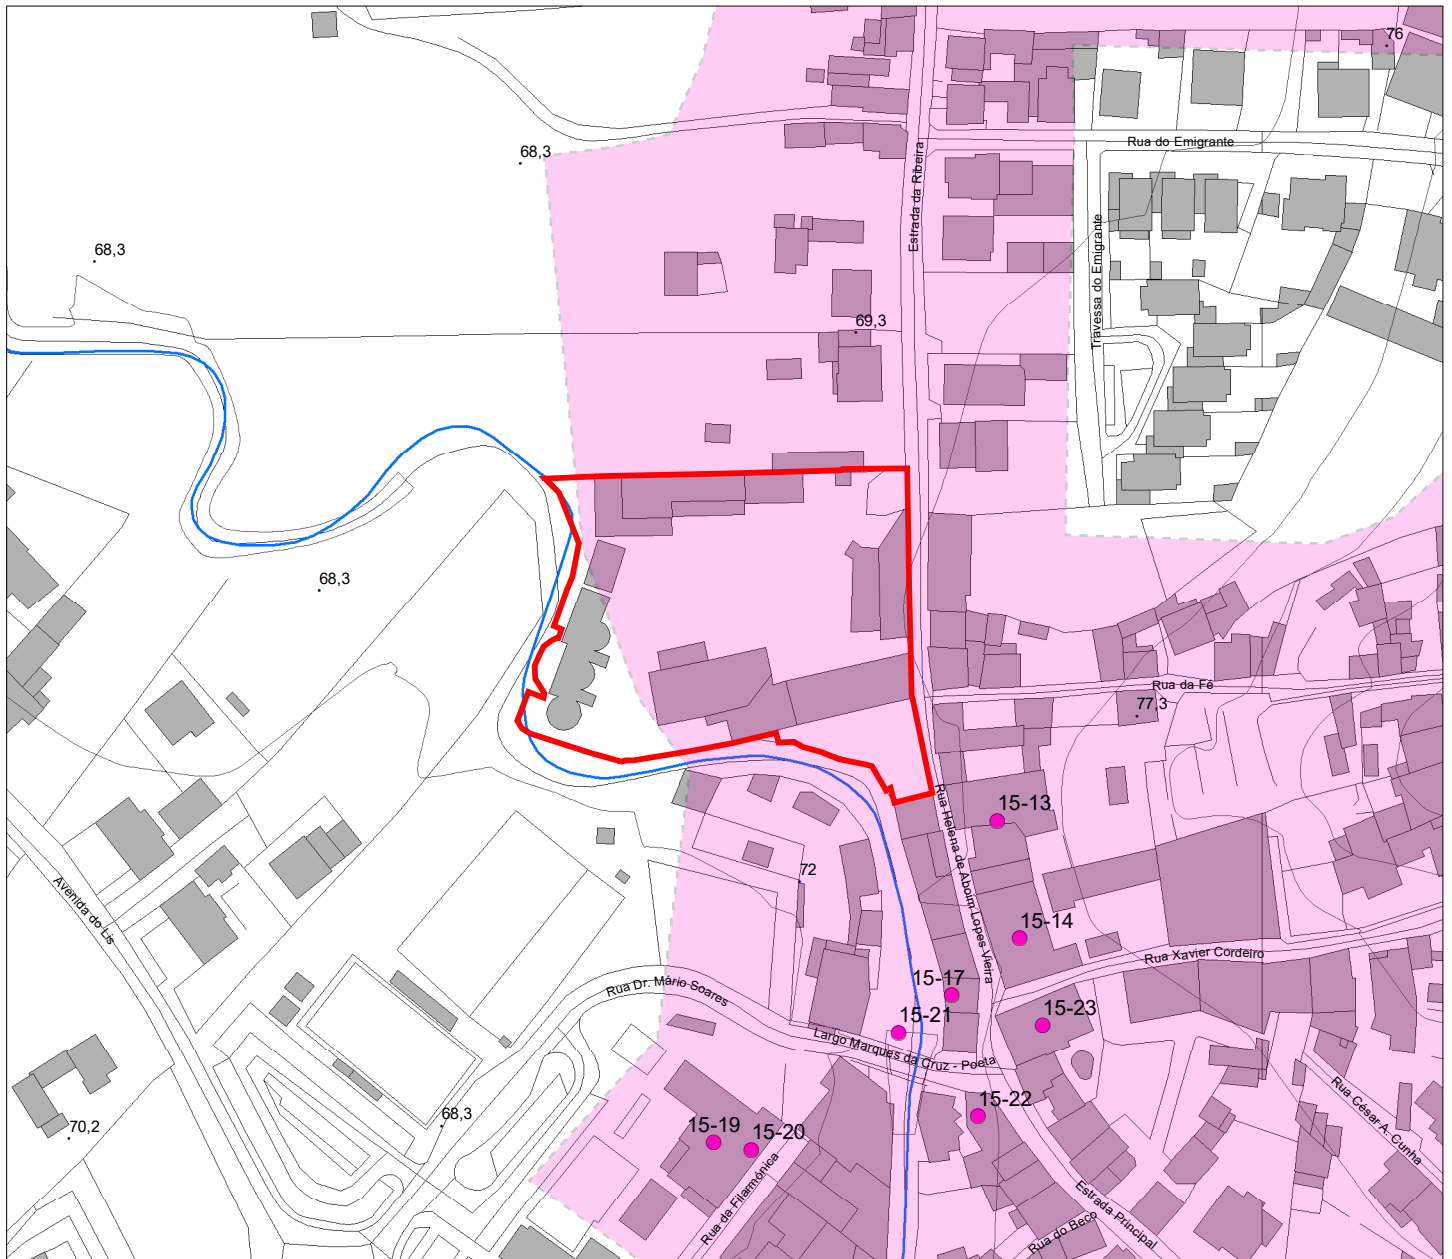 76
Rua do Emigrante
68,3
Estrada da Ribeira
68,3
Travessa do Emigrante
69,3
68,3
Rua da Fé
77,3
Rua Helena de Aboim Lopes Vieira
15-13
72
Avenida do Lis
15-14
Rua Xavier Cordeiro
15-17
Rua Dr. Mário Soares
15-21
15-23
Largo Marques da Cruz - Poeta
Rua César A. Cunha
15-22
68,3
70,2
15-19
15-20
Rua da Filarmónica
Estrada Principal
Rua do Beco